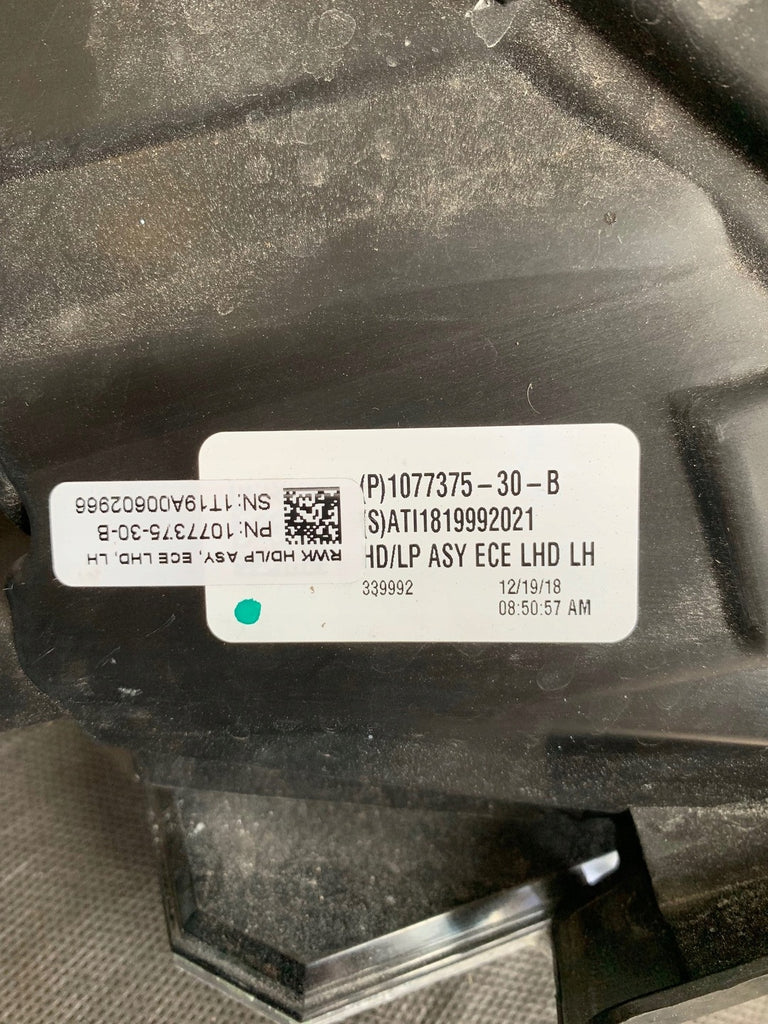 (P)1077375-30-B
(S)ATI1819992021
HD/LP ASY ECE LHD LH
339992
12/19/18
08:50:57 AM
RWK HD/LP ASY, ECE LHD, LH
PN:1077375-30-B
SN:1T19A00602966